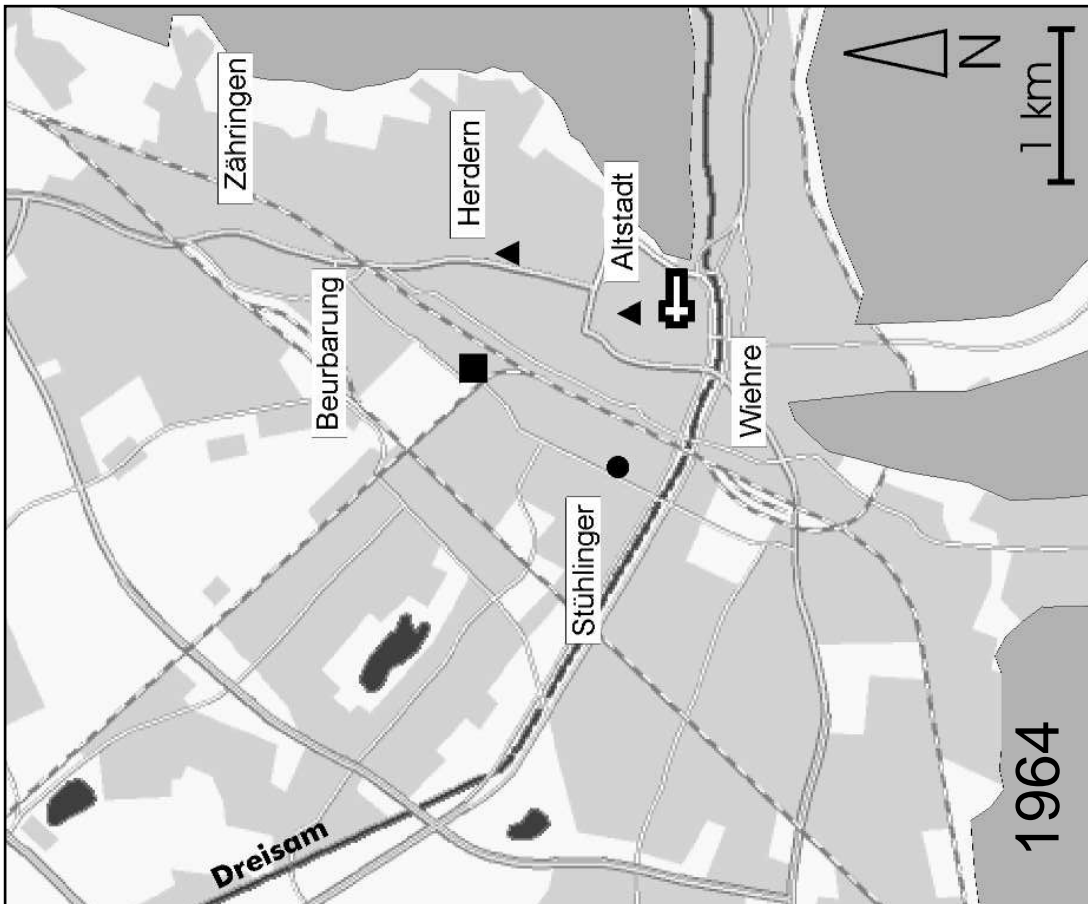 Zähringen
Herdern
Beurbarung
Altstadt
Wiehre
Stühlinger
Dreisam
N
1 km
1964